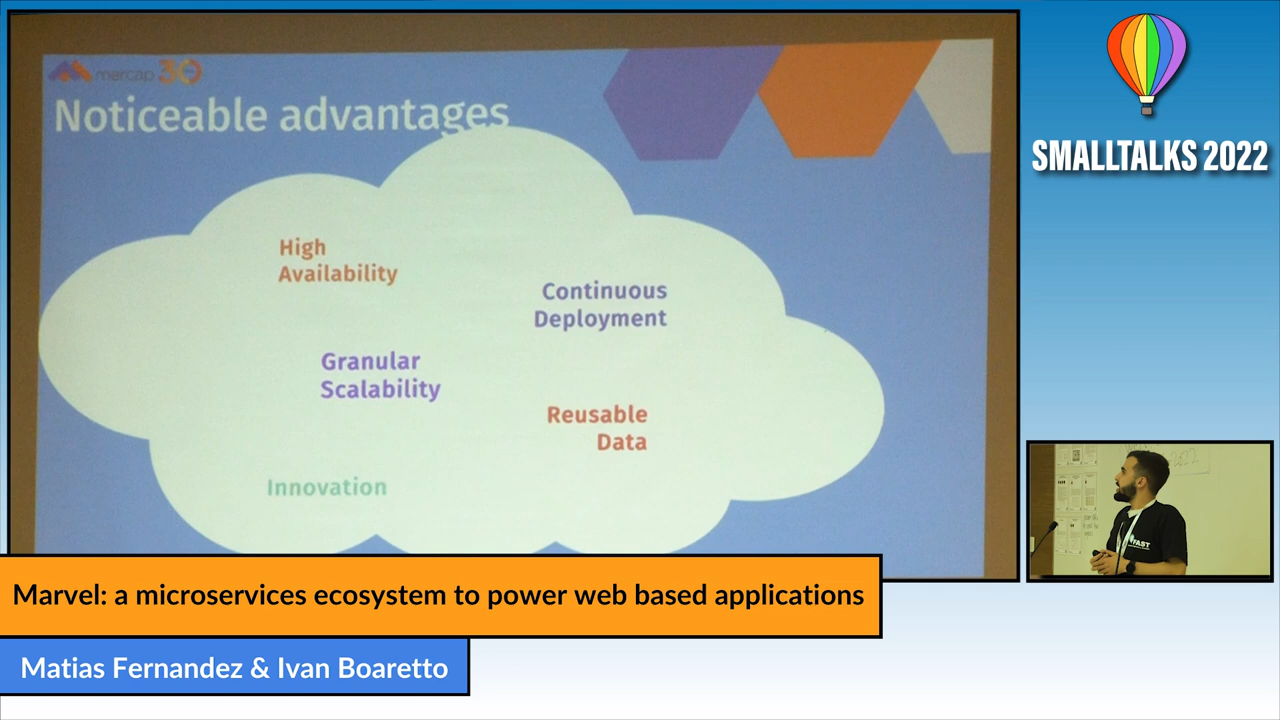 mercap 30
Noticeable advantages
High
Availability
Continuous
Deployment
Granular
Scalability
Reusable
Data
Innovation
SMALLTALKS 2022
FAST
Marvel: a microservices ecosystem to power web based applications
Matias Fernandez & Ivan Boaretto